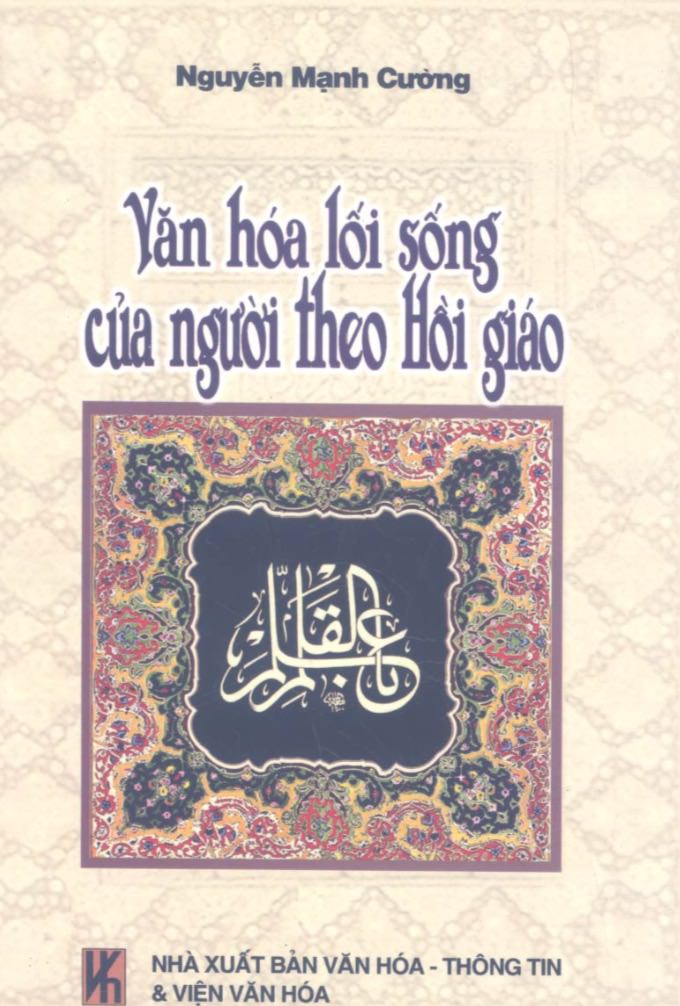 Nguyễn Mạnh Cường
Văn hóa lối sống
của người theo Hồi giáo
علم بالقلم
NHÀ XUẤT BẢN VĂN HÓA - THÔNG TIN
& VIỆN VĂN HÓA